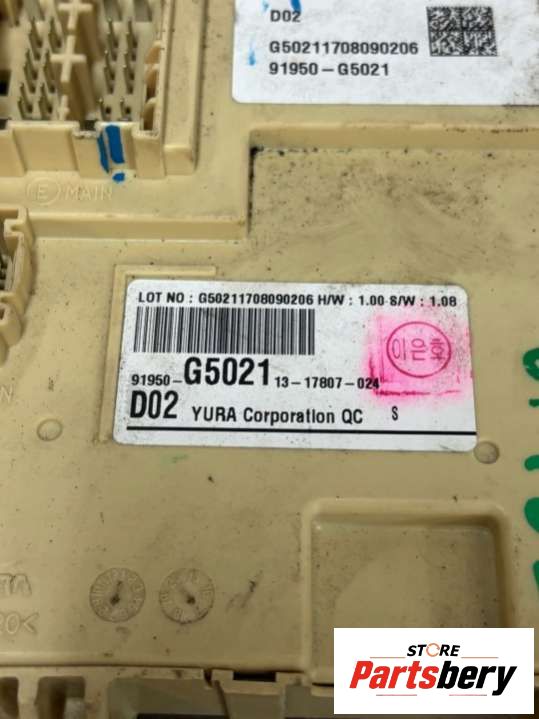 D02
G50211708090206
91950-G5021
E MAIN
LOT NO : G50211708090206 H/W : 1.00 S/W : 1.08
91950-G5021 13-17807-024
이은호
D02 YURA Corporation QC S
STORE
Partsbery